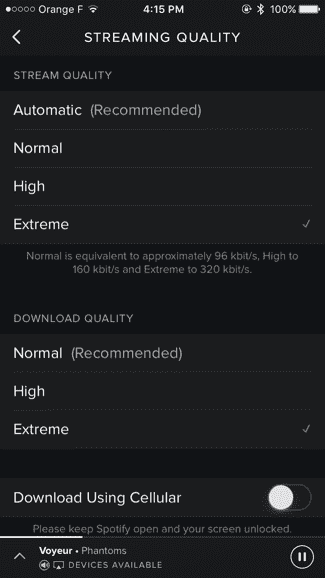 Orange F 4:15 PM 100%
STREAMING QUALITY
STREAM QUALITY
Automatic (Recommended)
Normal
High
Extreme
Normal is equivalent to approximately 96 kbit/s, High to
160 kbit/s and Extreme to 320 kbit/s.
DOWNLOAD QUALITY
Normal (Recommended)
High
Extreme
Download Using Cellular
Please keep Spotify open and your screen unlocked.
Voyeur • Phantoms
DEVICES AVAILABLE